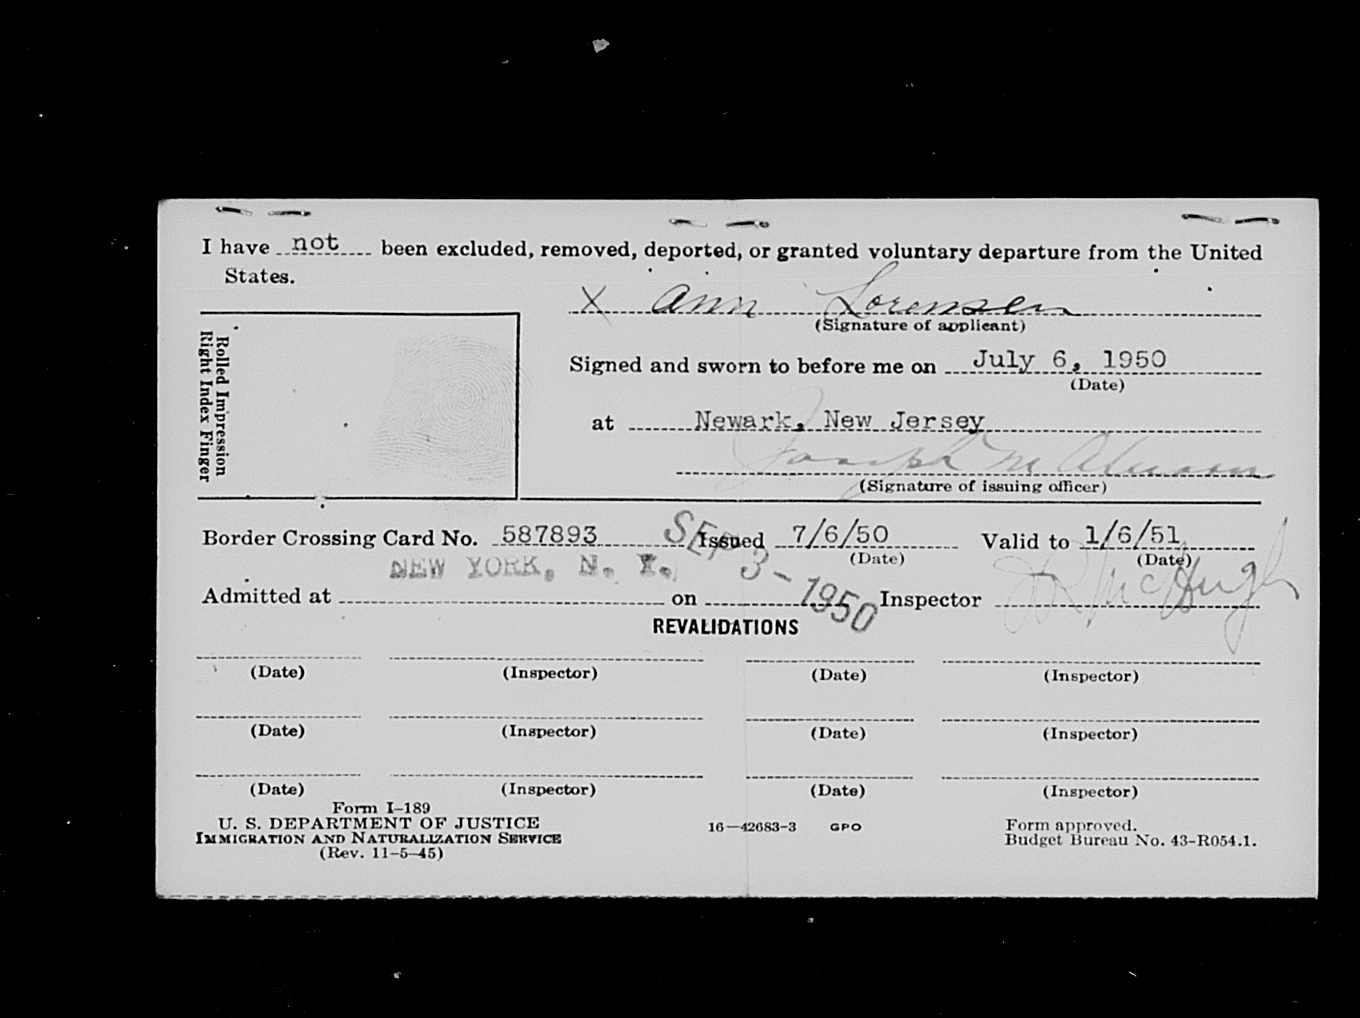 I have not been excluded, removed, deported, or granted voluntary departure from the United
States.
X Ann Lorensen
(Signature of applicant)
Rolled Impression
Right Index Finger
Signed and sworn to before me on July 6, 1950
(Date)
at Newark, New Jersey
Joseph M
(Signature of issuing officer)
Border Crossing Card No. 587893 Issued 7/6/50 Valid to 1/6/51
(Date) (Date)
NEW YORK, N. Y. SEP 3 - 1950
Admitted at on Inspector McHugh
REVALIDATIONS
(Date) (Inspector) (Date) (Inspector)
(Date) (Inspector) (Date) (Inspector)
(Date) (Inspector) (Date) (Inspector)
Form I-189
U. S. DEPARTMENT OF JUSTICE
IMMIGRATION AND NATURALIZATION SERVICE
(Rev. 11-5-45)
16—42683-3 GPO
Form approved.
Budget Bureau No. 43-R054.1.